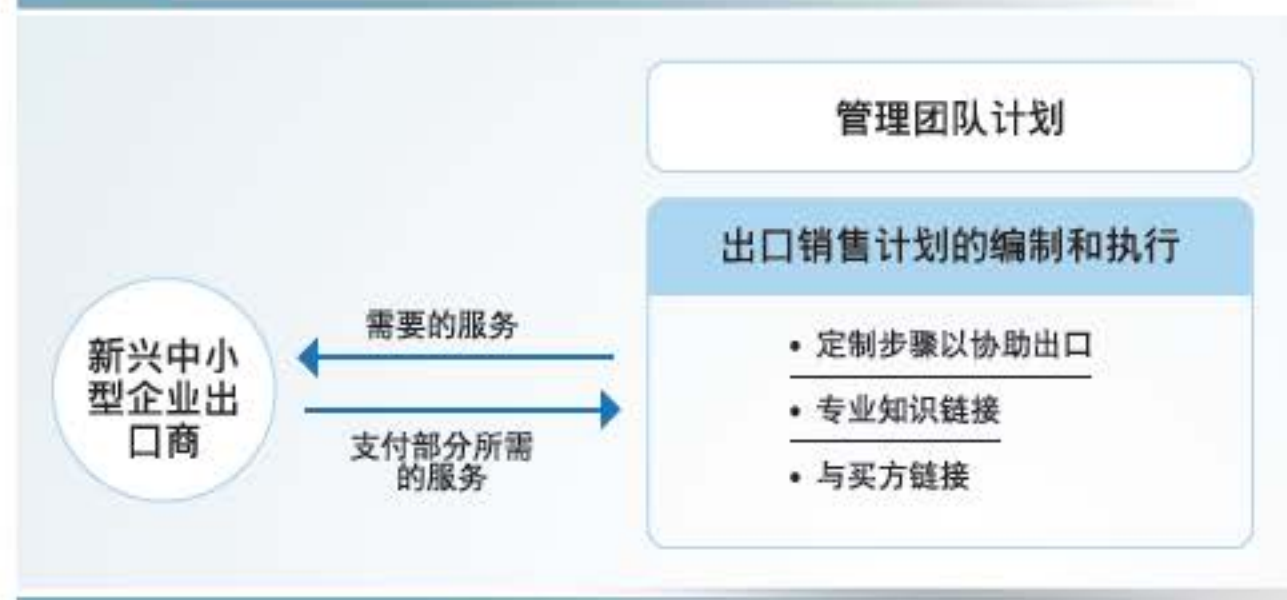 管理团队计划
出口销售计划的编制和执行
新兴中小
型企业出
口商
需要的服务
支付部分所需
的服务
• 定制步骤以协助出口
• 专业知识链接
• 与买方链接